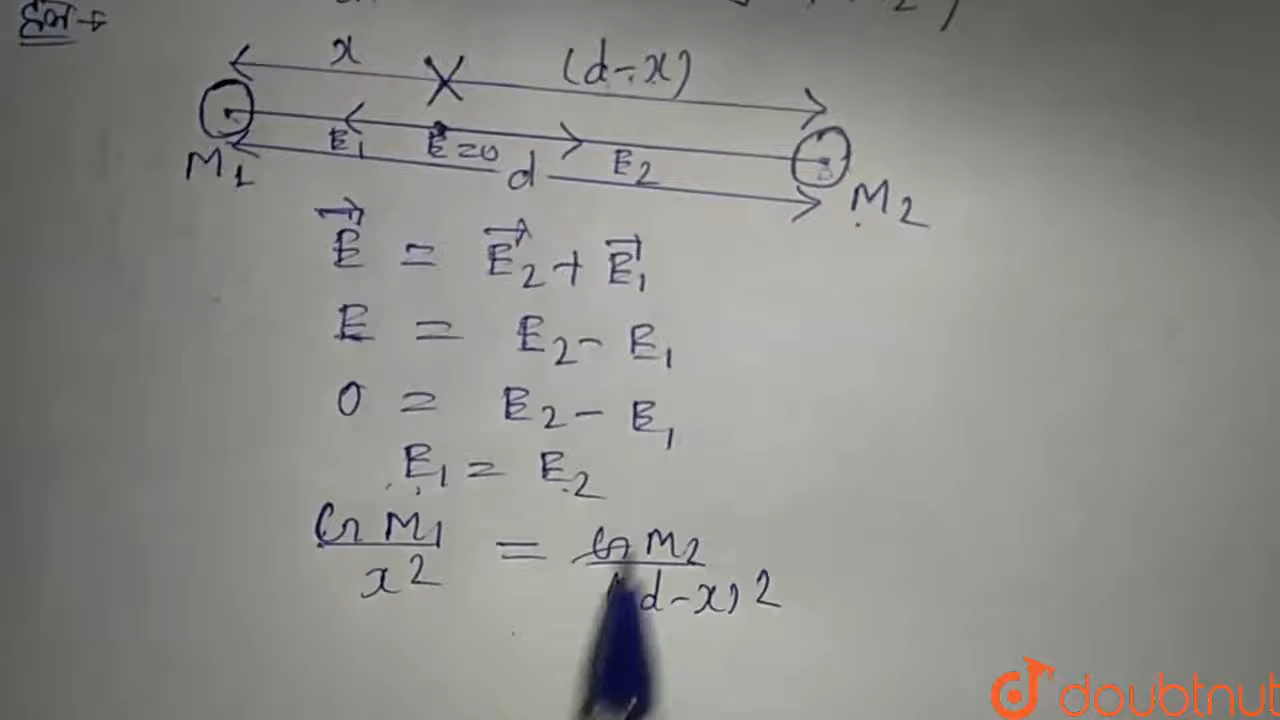 हल →
x (d-x)
E₁ E=0 E₂
M₁ d M₂
E⃗ = E⃗₂ + E⃗₁
E = E₂ - E₁
0 = E₂ - E₁
E₁ = E₂
GM₁/x² = GM₂/(d-x)²
doubtnut